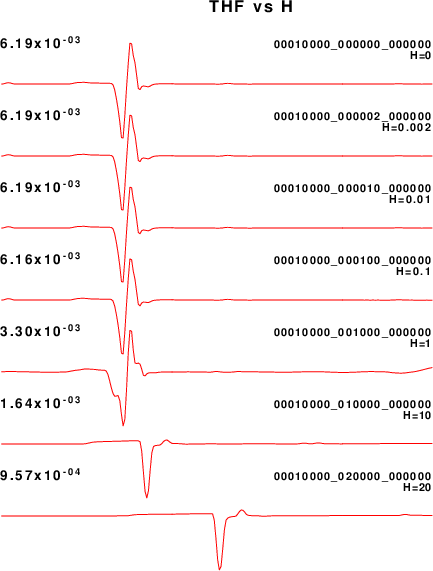 THF vs H
6.19x10⁻⁰³ 00010000_000000_000000
H=0
6.19x10⁻⁰³ 00010000_000002_000000
H=0.002
6.19x10⁻⁰³ 00010000_000010_000000
H=0.01
6.16x10⁻⁰³ 00010000_000100_000000
H=0.1
3.30x10⁻⁰³ 00010000_001000_000000
H=1
1.64x10⁻⁰³ 00010000_010000_000000
H=10
9.57x10⁻⁰⁴ 00010000_020000_000000
H=20